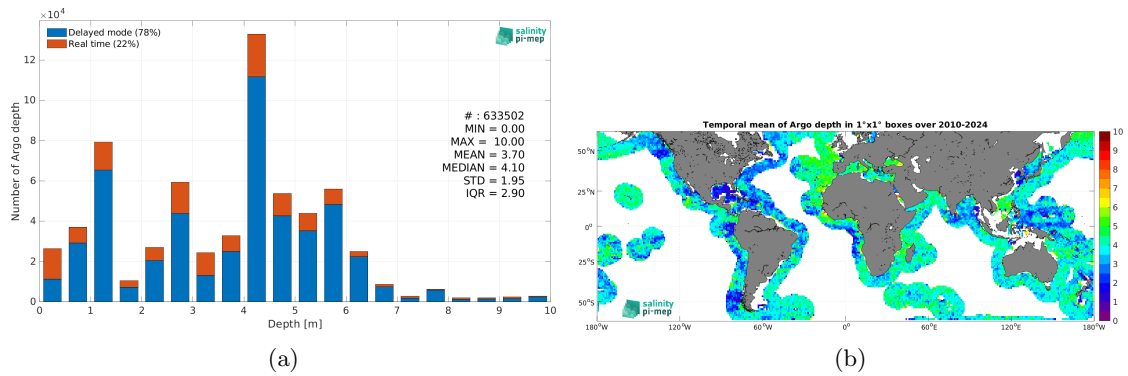 ×10⁴
Delayed mode (78%)
Real time (22%)
salinity
pi-mep
12
10
8
6
4
2
0
Number of Argo depth
# : 633502
MIN = 0.00
MAX = 10.00
MEAN = 3.70
MEDIAN = 4.10
STD = 1.95
IQR = 2.90
0 1 2 3 4 5 6 7 8 9 10
Depth [m]
(a)
Temporal mean of Argo depth in 1°x1° boxes over 2010-2024
50°N
25°N
0°
25°S
50°S
salinity
pi-mep
180°W 120°W 60°W 0° 60°E 120°E 180°W
10
9
8
7
6
5
4
3
2
1
0
(b)